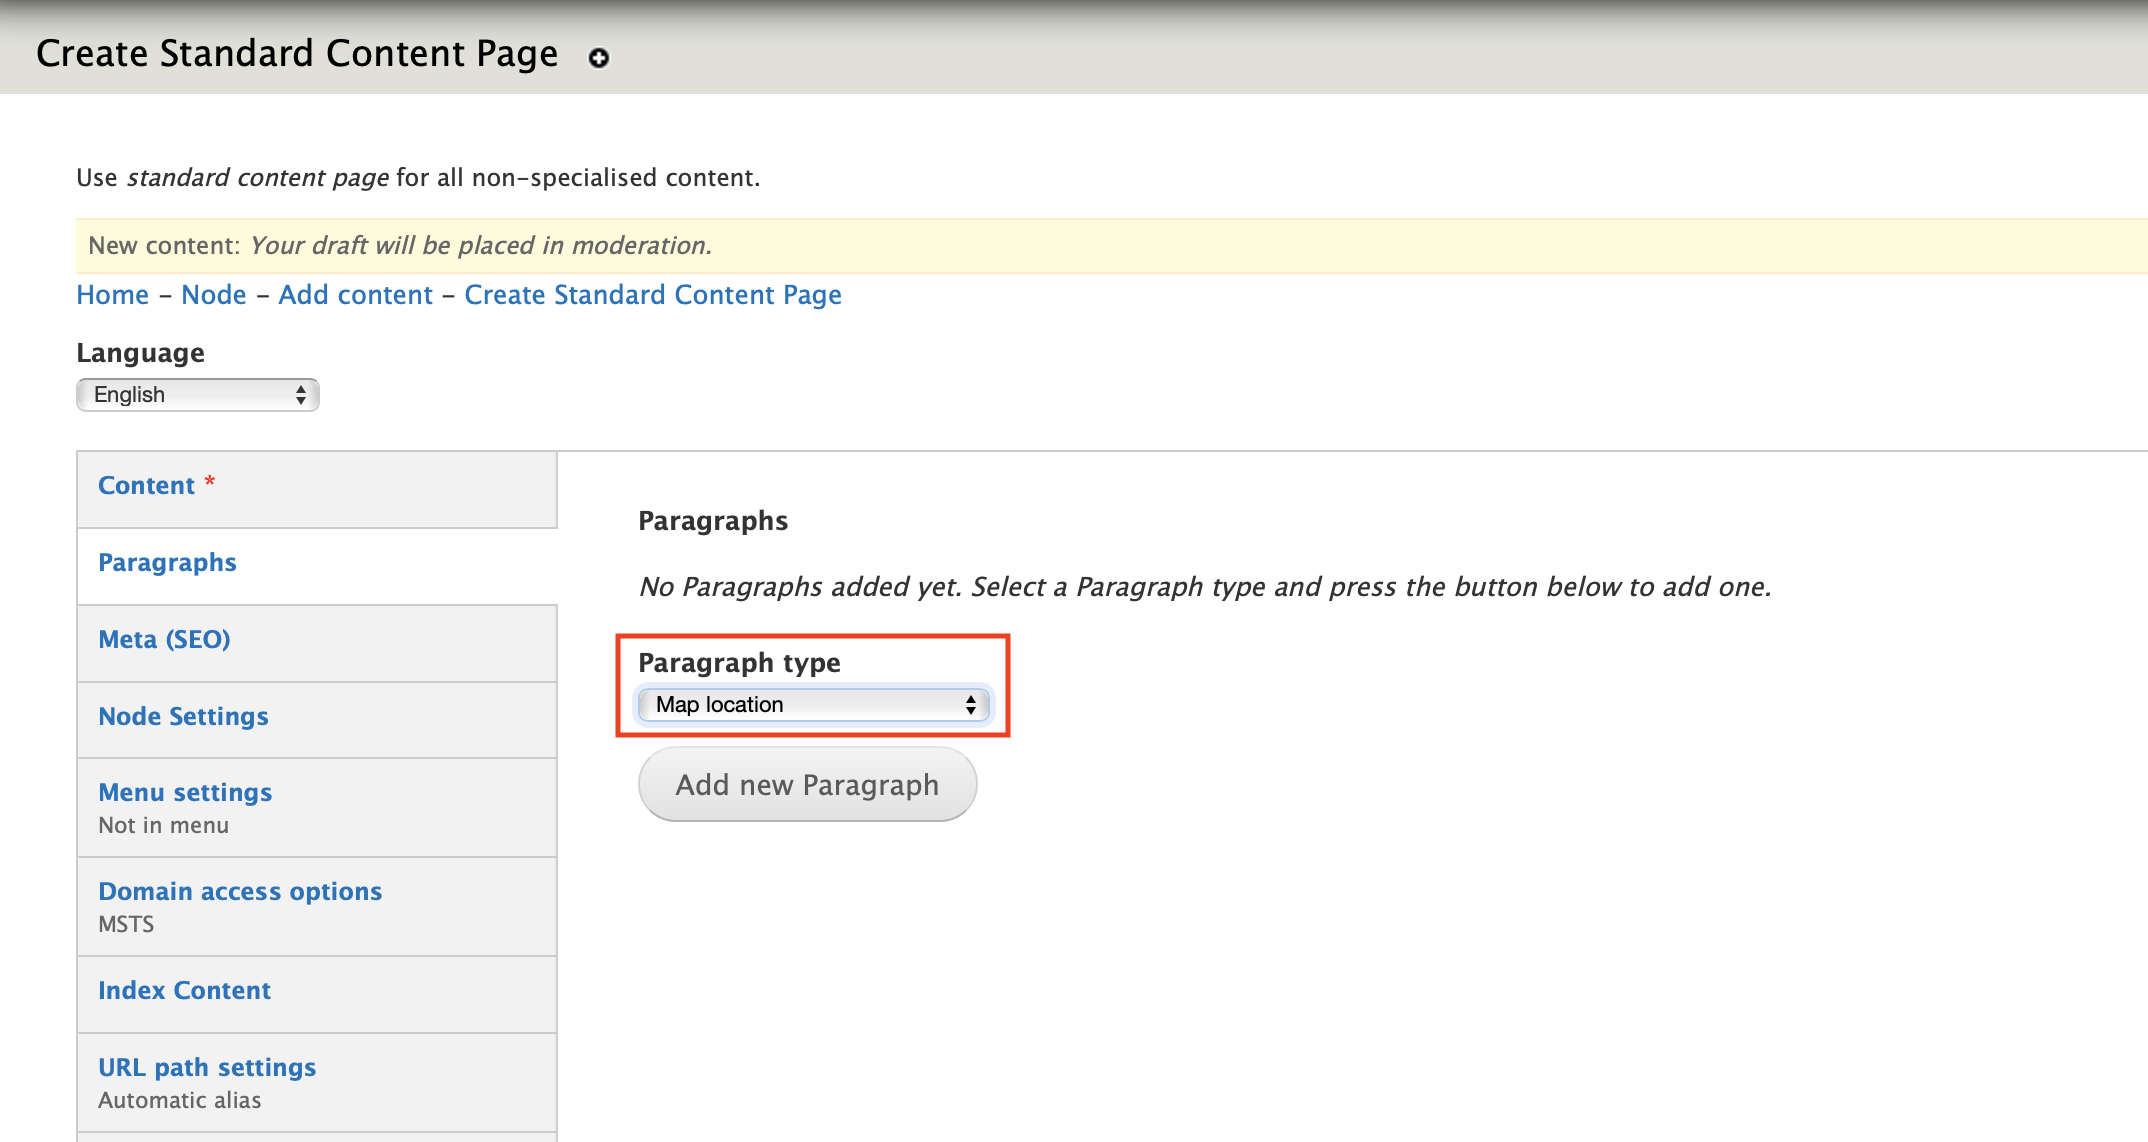 Create Standard Content Page
Use standard content page for all non-specialised content.
New content: Your draft will be placed in moderation.
Home – Node – Add content – Create Standard Content Page
Language
English
Content *
Paragraphs
Meta (SEO)
Node Settings
Menu settings
Not in menu
Domain access options
MSTS
Index Content
URL path settings
Automatic alias
Paragraphs
No Paragraphs added yet. Select a Paragraph type and press the button below to add one.
Paragraph type
Map location
Add new Paragraph